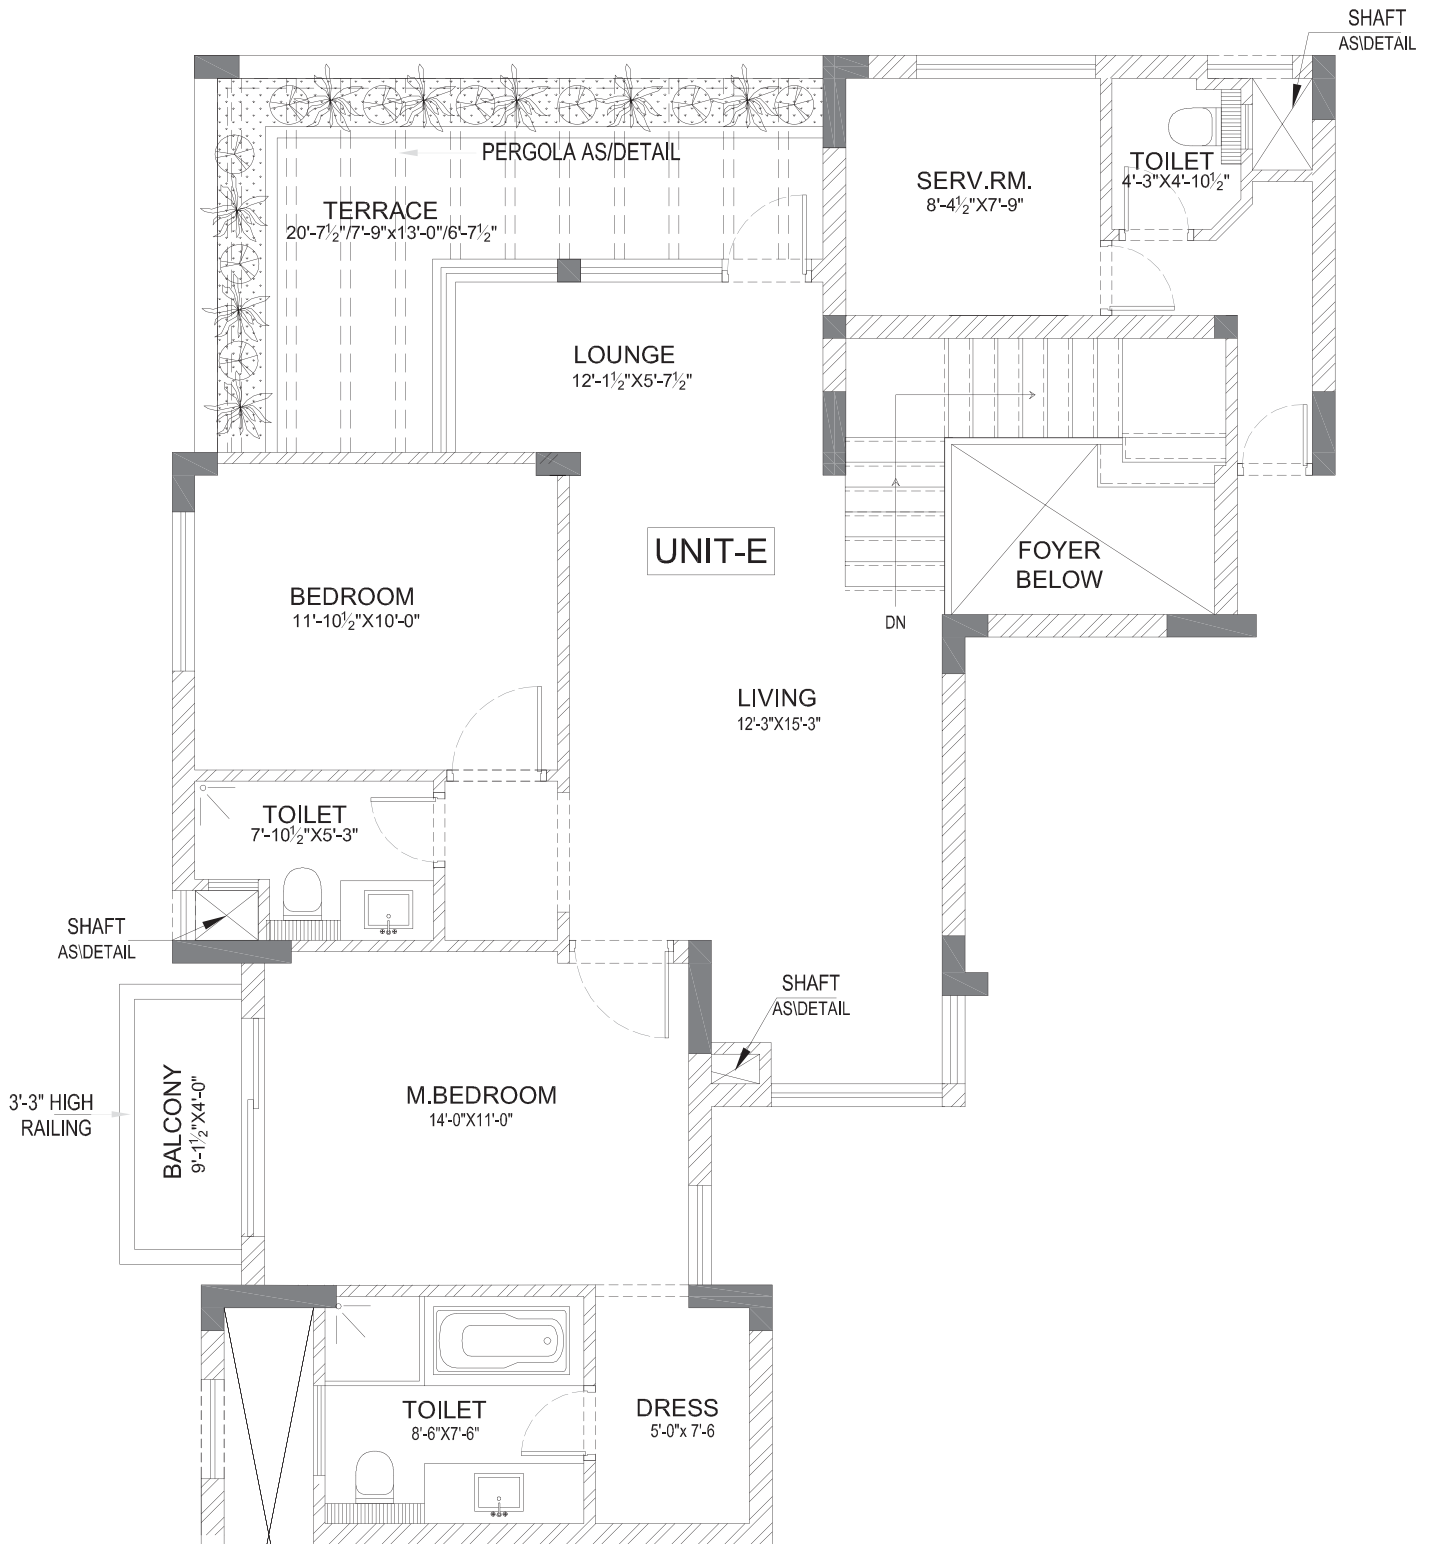 SHAFT
AS\DETAIL
PERGOLA AS/DETAIL
TOILET
4'-3"X4'-10½"
SERV.RM.
8'-4½"X7'-9"
TERRACE
20'-7½"/7'-9"x13'-0/6'-7½"
LOUNGE
12'-1½"X5'-7½"
UNIT-E
FOYER
BELOW
BEDROOM
11'-10½"X10'-0"
DN
LIVING
12'-3"X15'-3"
TOILET
7'-10½"X5'-3"
SHAFT
AS\DETAIL
SHAFT
AS\DETAIL
M.BEDROOM
14'-0"X11'-0"
BALCONY
9'-1½"X4'-0"
3'-3" HIGH
RAILING
TOILET
8'-6"X7'-6"
DRESS
5'-0"x 7'-6